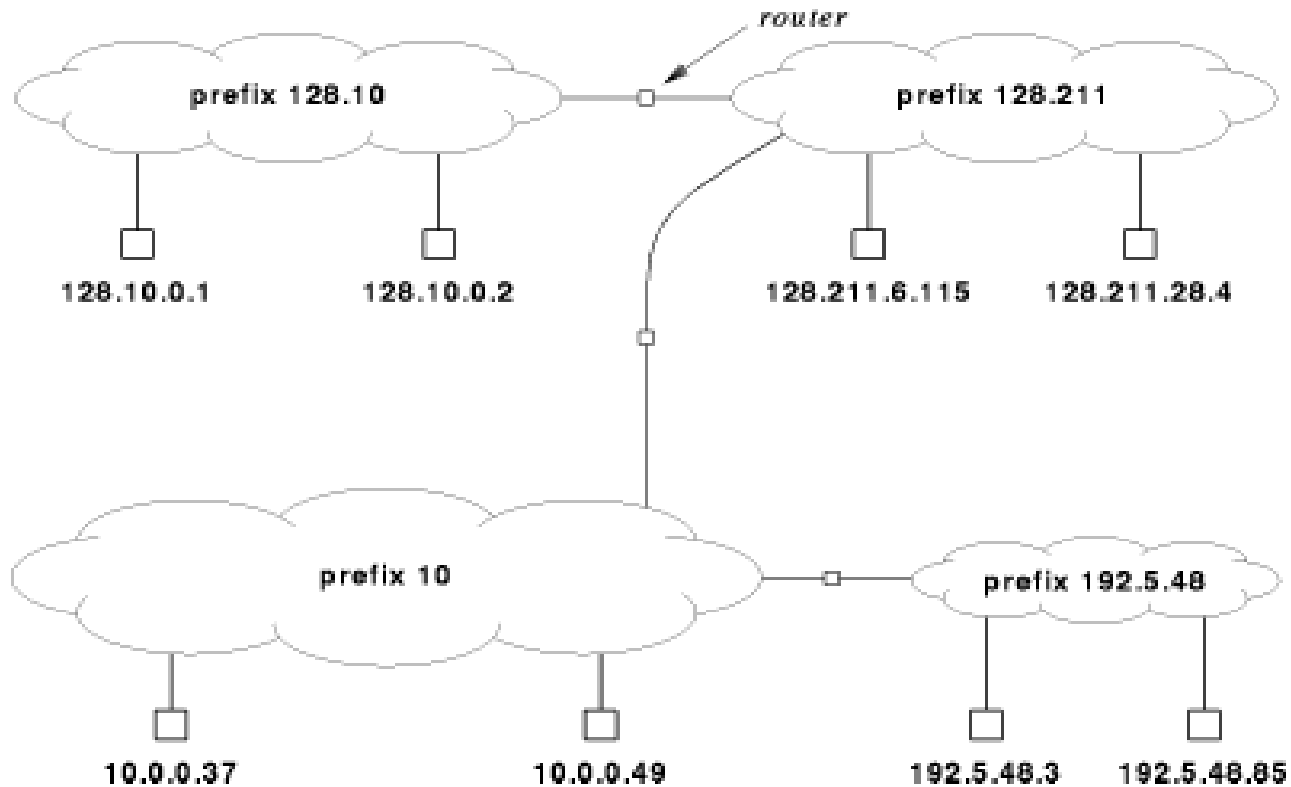 router
prefix 128.10
prefix 128.211
128.10.0.1
128.10.0.2
128.211.6.115
128.211.28.4
prefix 10
prefix 192.5.48
10.0.0.37
10.0.0.49
192.5.48.3
192.5.48.85